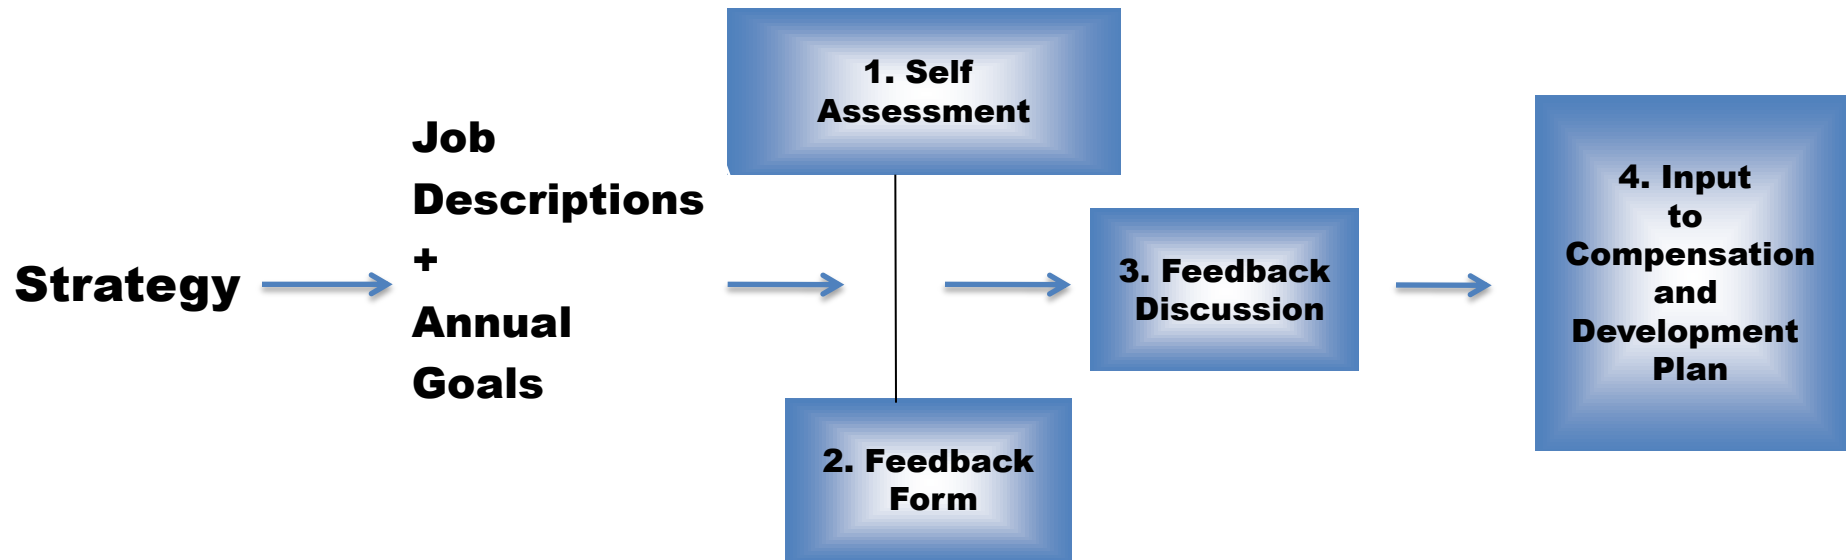 Strategy
Job
Descriptions
+
Annual
Goals
1. Self
Assessment
2. Feedback
Form
3. Feedback
Discussion
4. Input
to
Compensation
and
Development
Plan